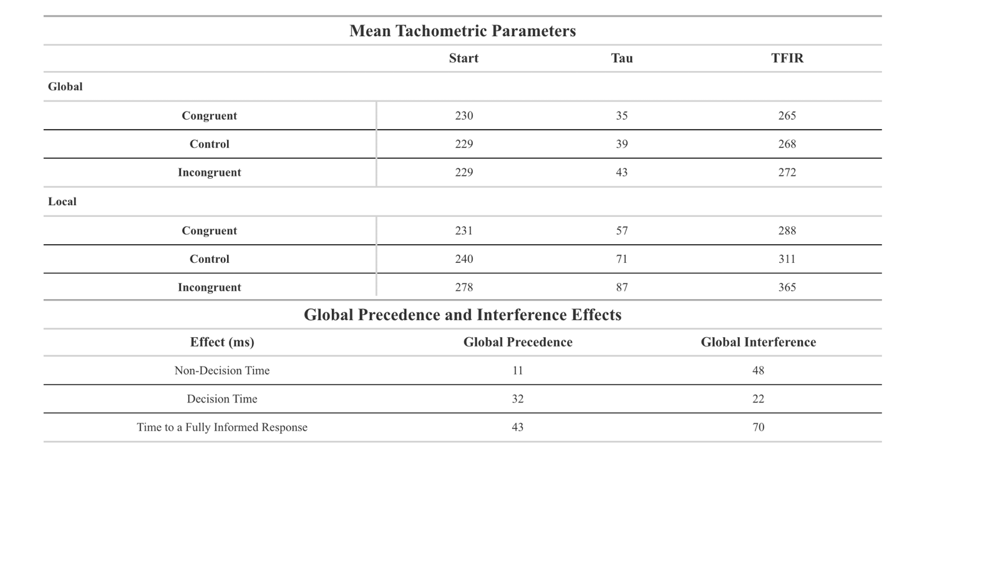 Mean Tachometric Parameters
Start Tau TFIR
Global
Congruent 230 35 265
Control 229 39 268
Incongruent 229 43 272
Local
Congruent 231 57 288
Control 240 71 311
Incongruent 278 87 365
Global Precedence and Interference Effects
Effect (ms) Global Precedence Global Interference
Non-Decision Time 11 48
Decision Time 32 22
Time to a Fully Informed Response 43 70